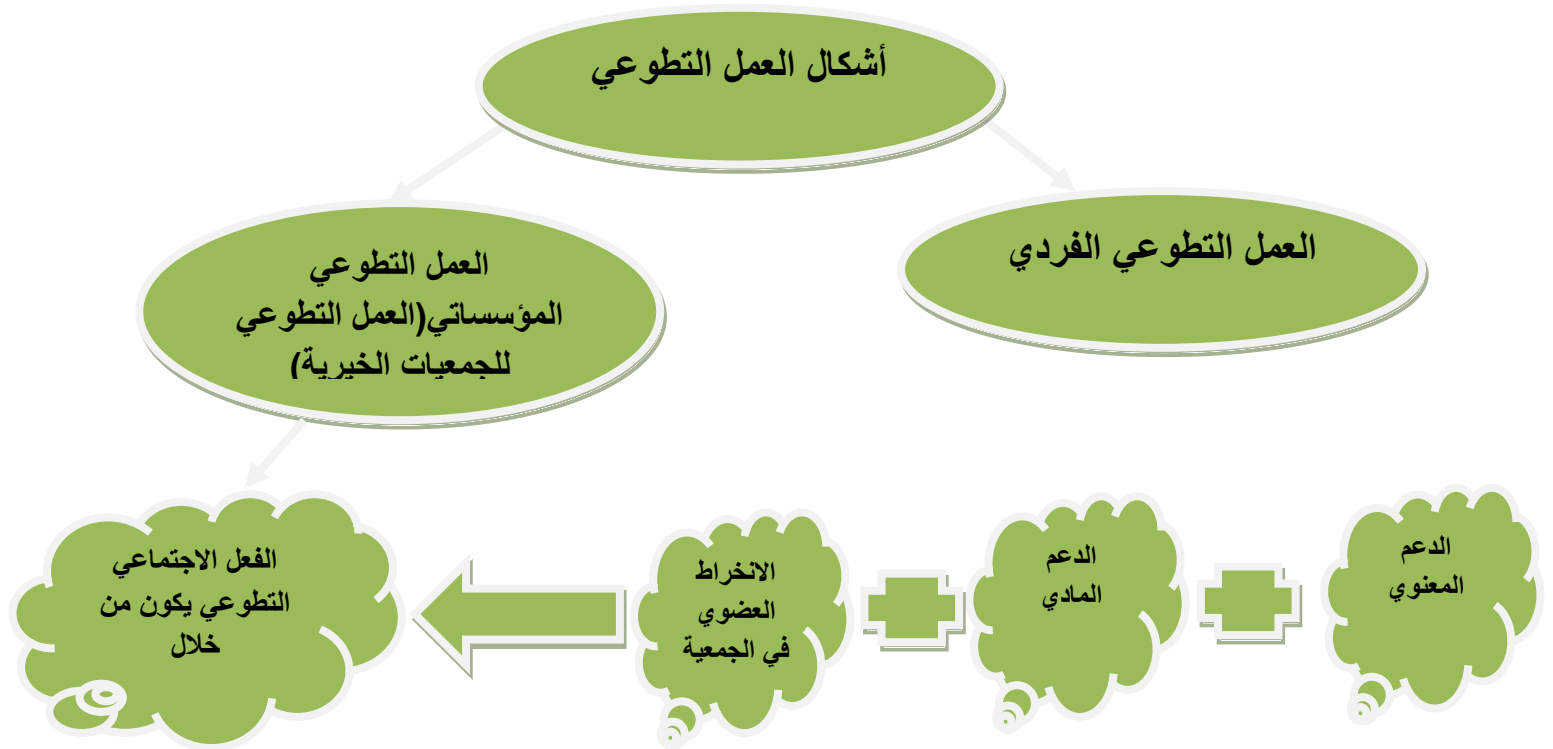 أشكال العمل التطوعي
العمل التطوعي الفردي
العمل التطوعي
المؤسساتي(العمل التطوعي
للجمعيات الخيرية)
الدعم
المعنوي
الدعم
المادي
الانخراط
العضوي
في الجمعية
الفعل الاجتماعي
التطوعي يكون من
خلال